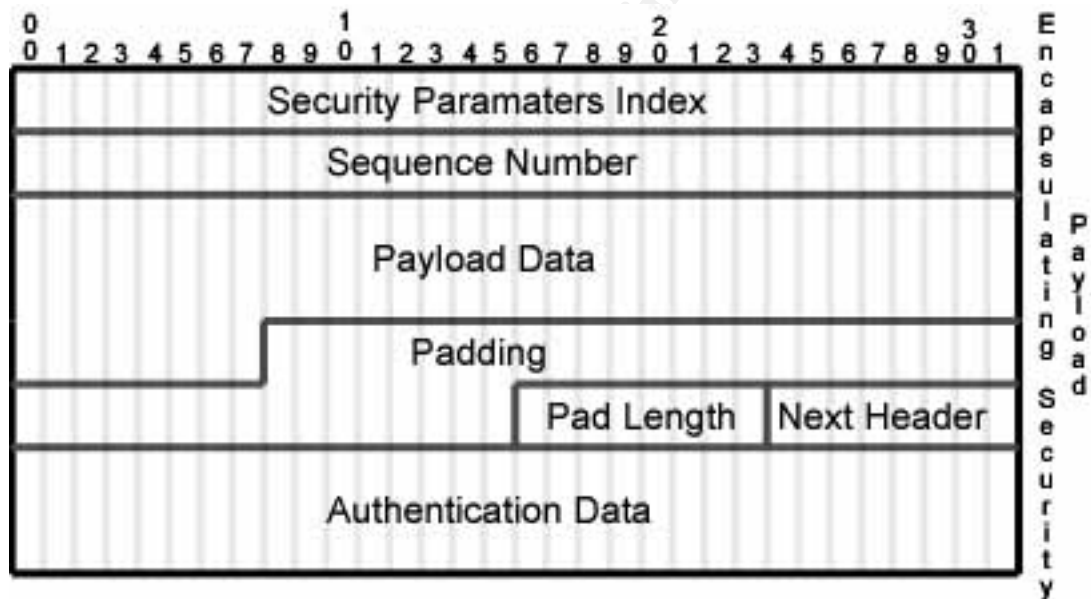 0 1 2 3
0 1 2 3 4 5 6 7 8 9 0 1 2 3 4 5 6 7 8 9 0 1 2 3 4 5 6 7 8 9 0 1
Security Paramaters Index
Sequence Number
Payload Data
Padding
Pad Length Next Header
Authentication Data
Encapsulating Security
Payload